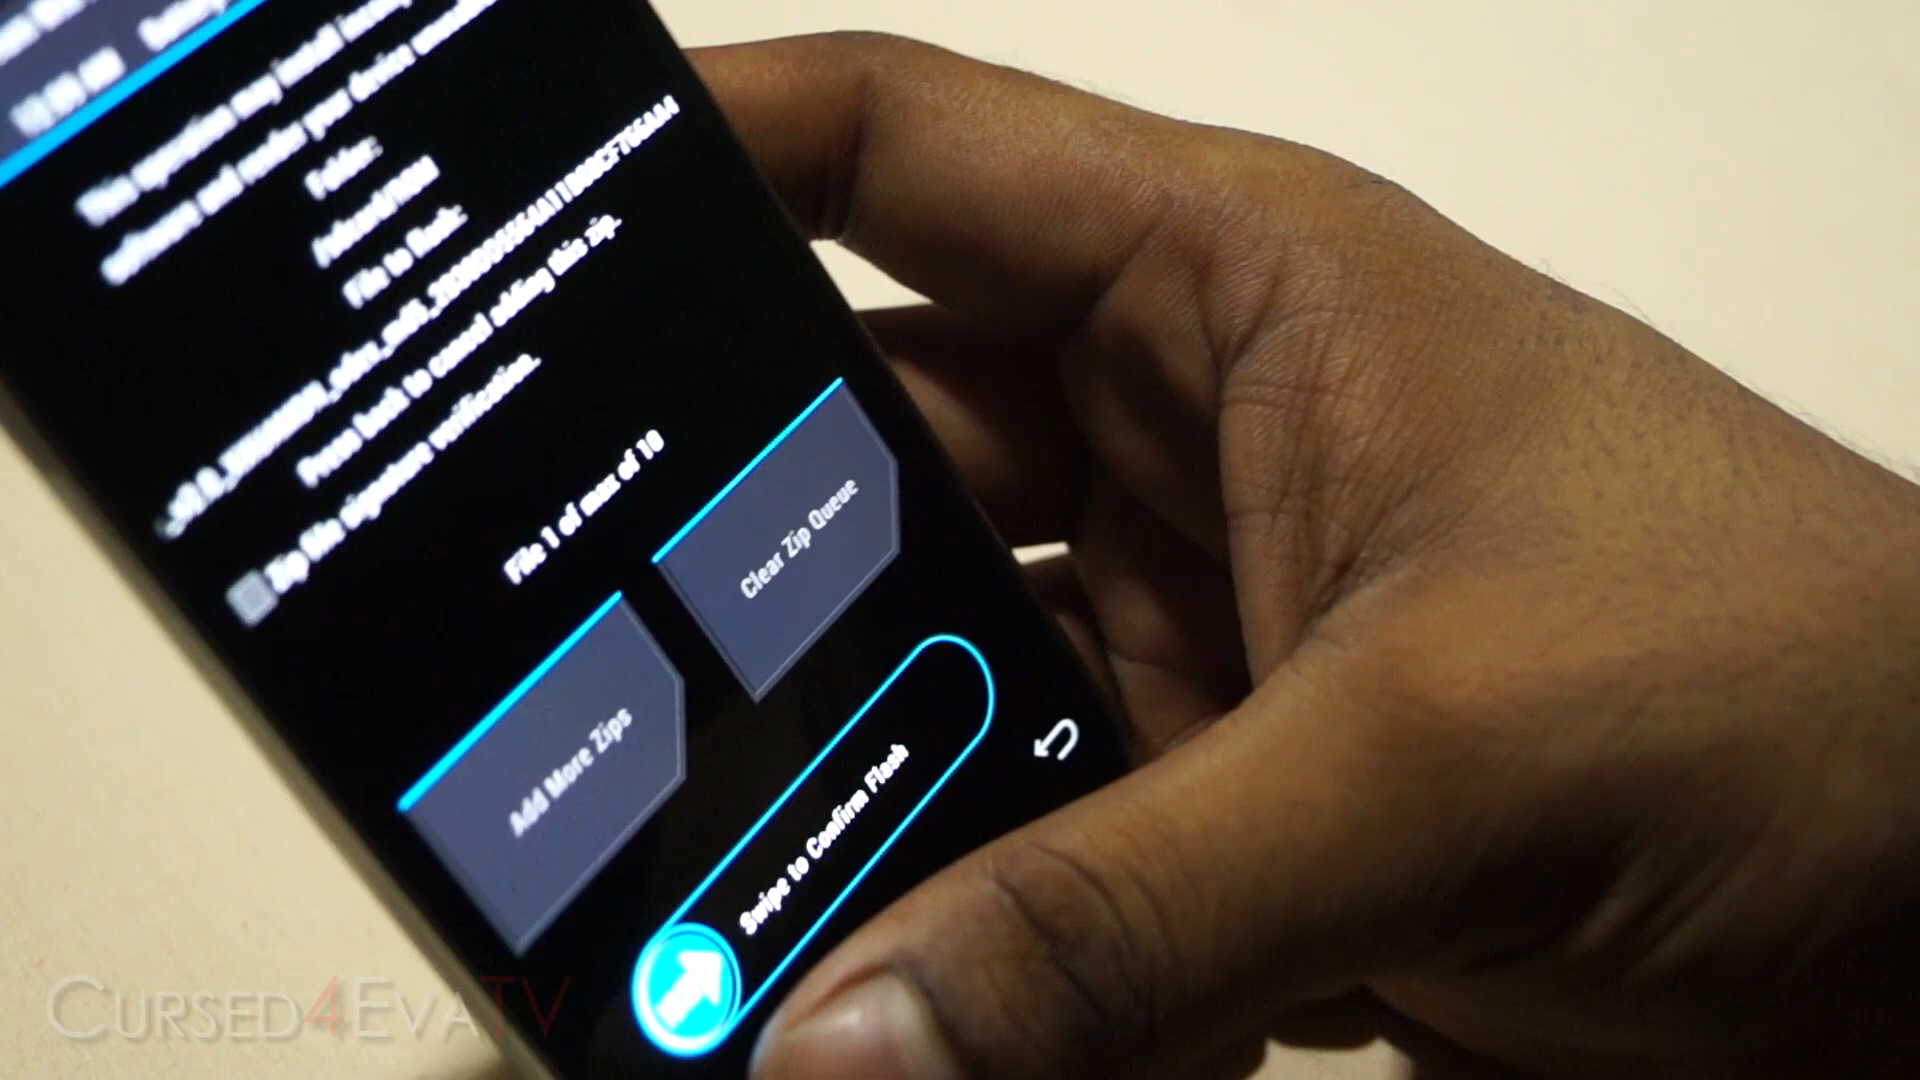 This operation may install
software and render your device
Folder:
/sdcard/ROM
File to flash:
Press back to cancel adding this zip.
Zip file signature verification.
File 1 of max of 10
Clear Zip Queue
Add More Zips
Swipe to Confirm Flash
CURSED4EVATV